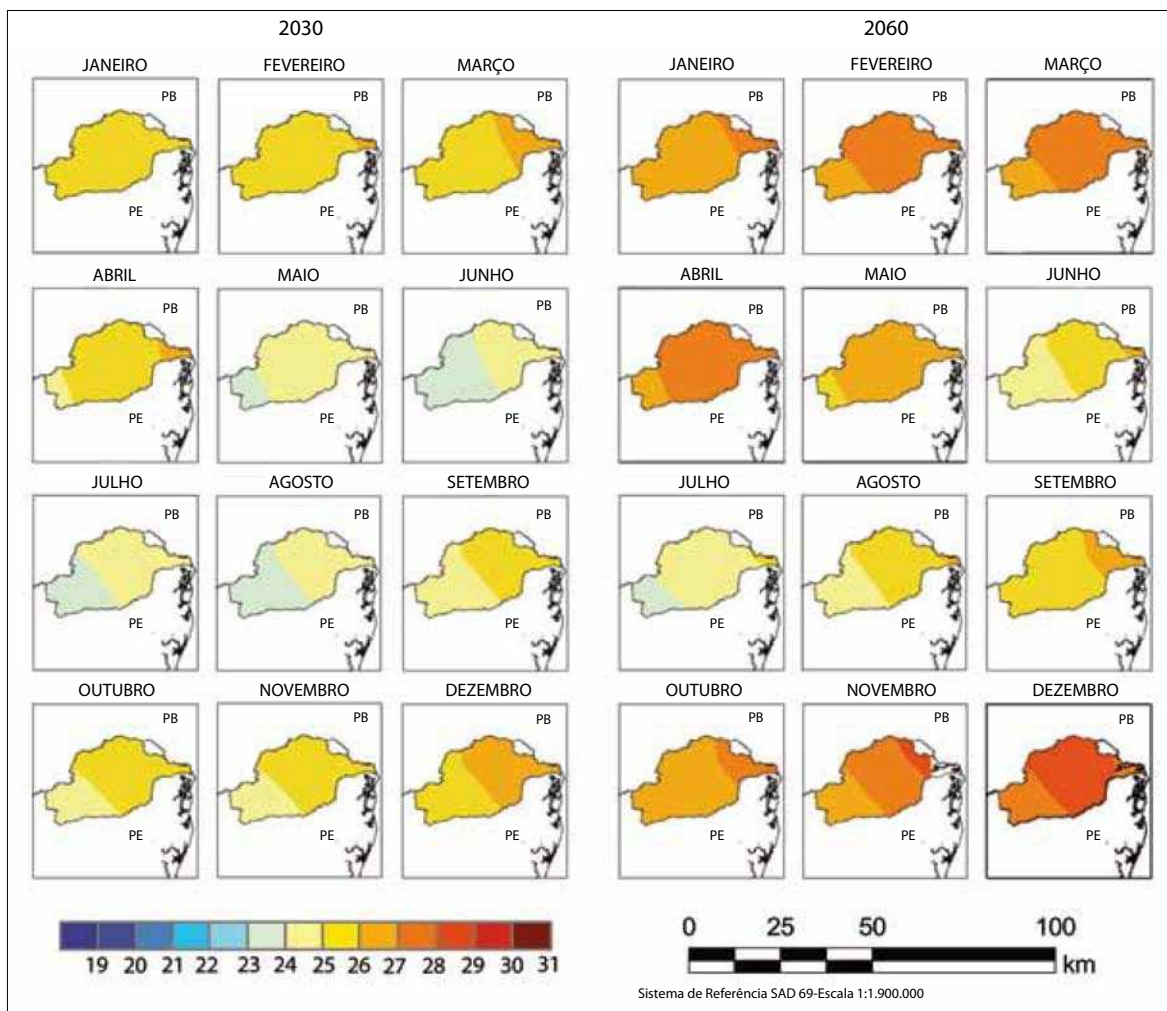 2030
2060
JANEIRO FEVEREIRO MARÇO JANEIRO FEVEREIRO MARÇO
PB PB PB PB PB PB
PE PE PE PE PE PE
ABRIL MAIO JUNHO ABRIL MAIO JUNHO
PB PB PB PB PB PB
PE PE PE PE PE PE
JULHO AGOSTO SETEMBRO JULHO AGOSTO SETEMBRO
PB PB PB PB PB PB
PE PE PE PE PE PE
OUTUBRO NOVEMBRO DEZEMBRO OUTUBRO NOVEMBRO DEZEMBRO
PB PB PB PB PB PB
PE PE PE PE PE PE
19 20 21 22 23 24 25 26 27 28 29 30 31
0 25 50 100
km
Sistema de Referência SAD 69-Escala 1:1.900.000